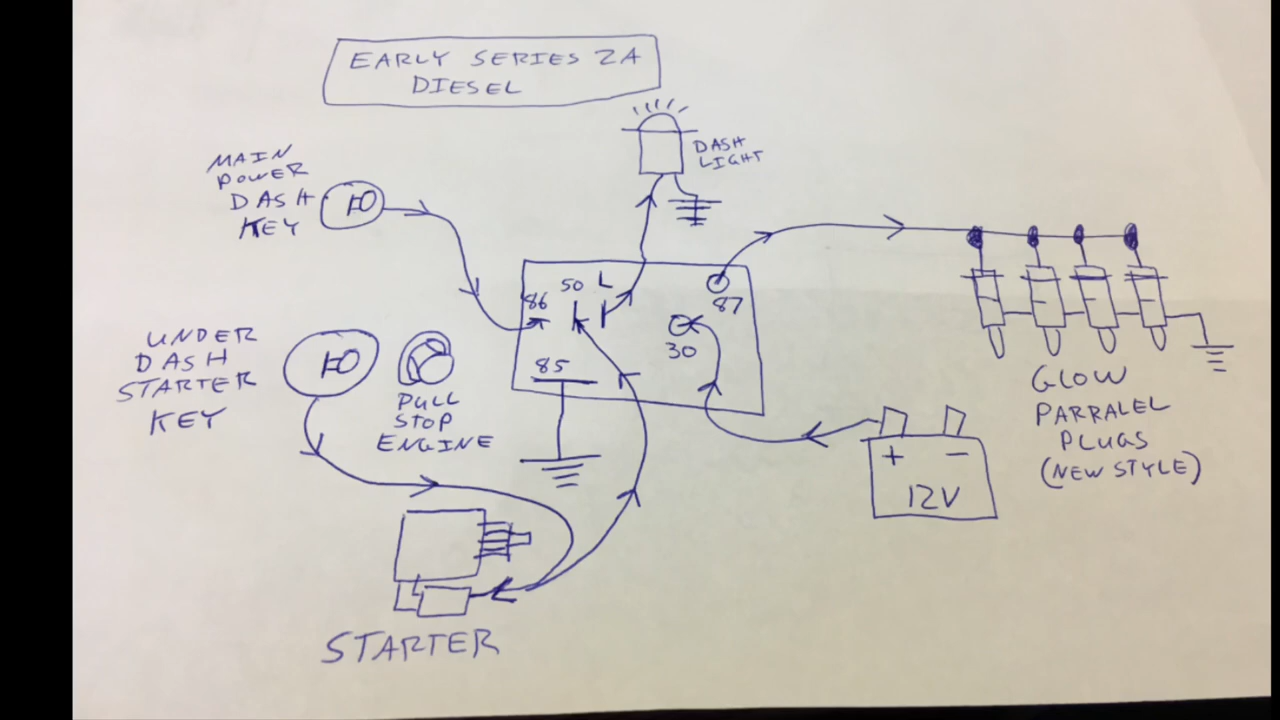 EARLY SERIES 2A
DIESEL
DASH
LIGHT
MAIN
POWER
DASH
KEY
86
50
L
87
30
85
UNDER
DASH
STARTER
KEY
PULL
STOP
ENGINE
GLOW
PARRALEL
PLUGS
(NEW STYLE)
+
-
12V
STARTER